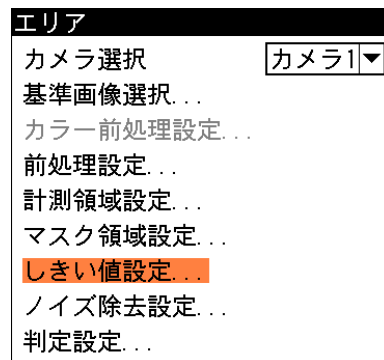 エリア
カメラ選択 カメラ1▼
基準画像選択...
カラー前処理設定...
前処理設定...
計測領域設定...
マスク領域設定...
しきい値設定...
ノイズ除去設定...
判定設定...